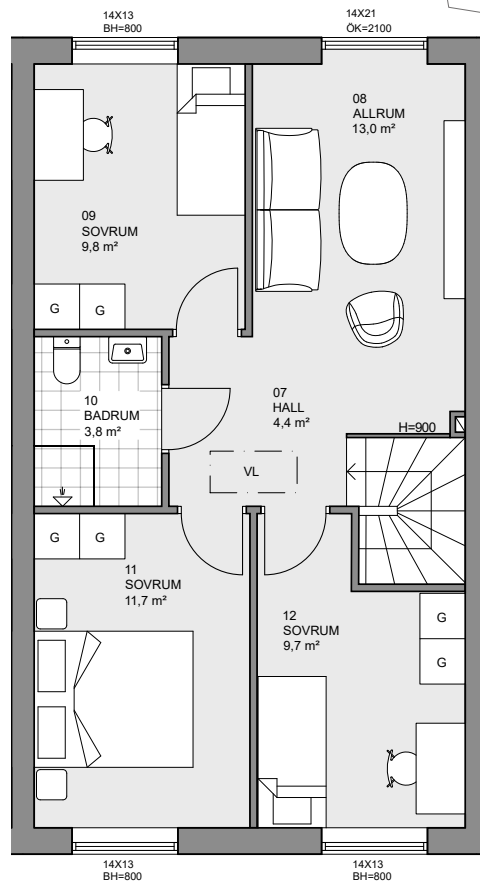 14X13
BH=800
14X21
ÖK=2100
08
ALLRUM
13,0 m²
09
SOVRUM
9,8 m²
G G
10
BADRUM
3,8 m²
07
HALL
4,4 m²
H=900
VL
G G
11
SOVRUM
11,7 m²
12
SOVRUM
9,7 m²
G
G
14X13
BH=800
14X13
BH=800